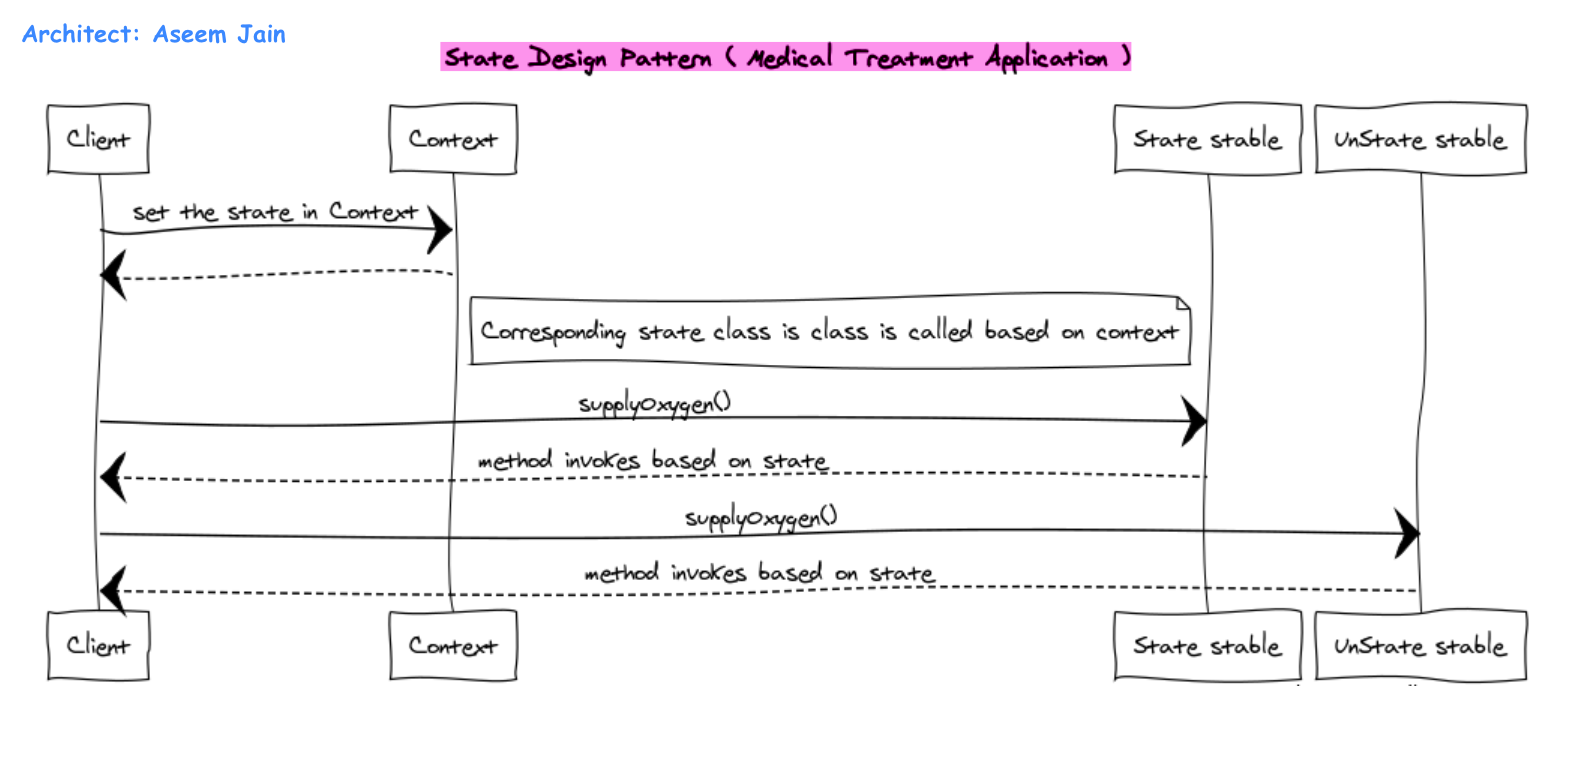 Architect: Aseem Jain
State Design Pattern ( Medical Treatment Application )
Client
Context
State stable
UnState stable
set the state in Context
Corresponding state class is class is called based on context
supplyOxygen()
method invokes based on state
supplyOxygen()
method invokes based on state
Client
Context
State stable
UnState stable